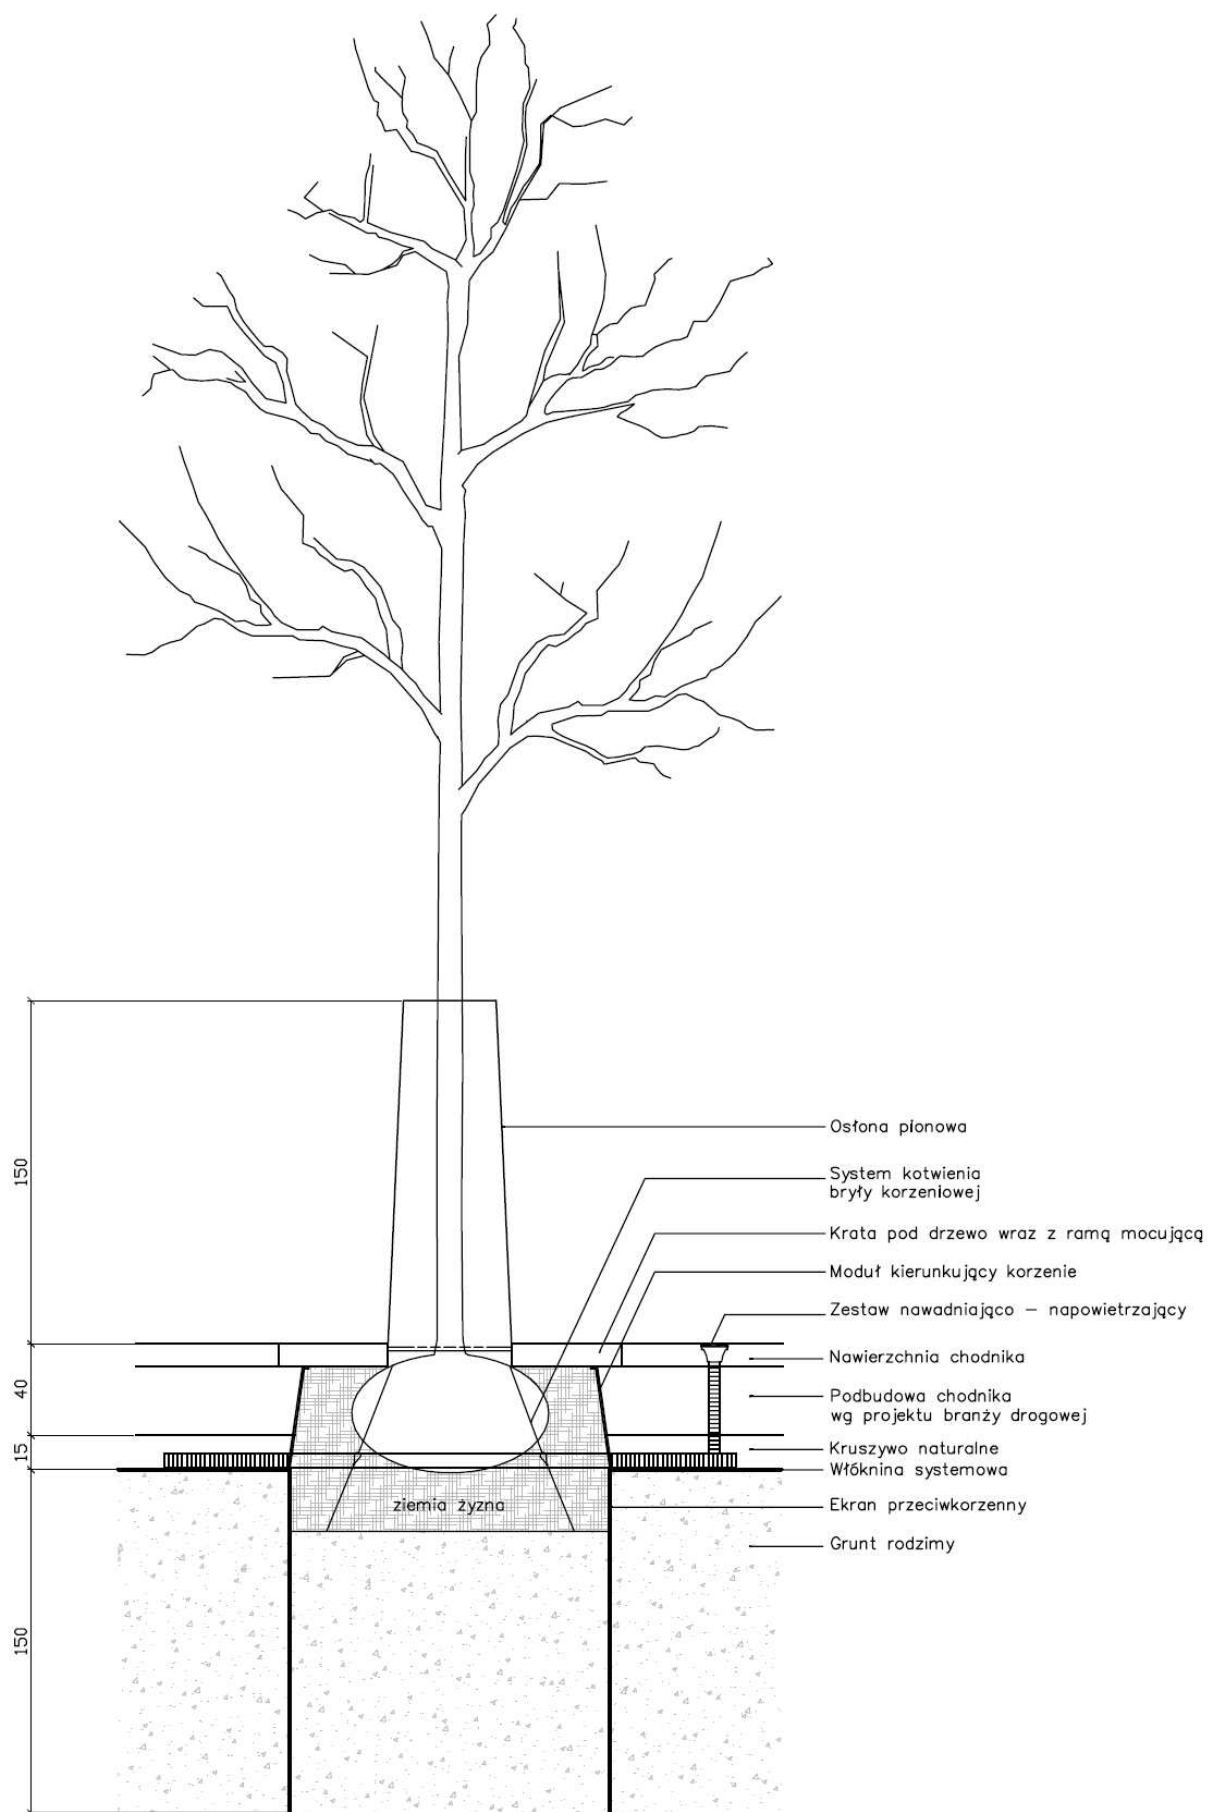 Osłona pionowa
System kotwienia
bryły korzeniowej
Krata pod drzewo wraz z ramą mocującą
Moduł kierunkujący korzenie
Zestaw nawadniająco – napowietrzający
Nawierzchnia chodnika
Podbudowa chodnika
wg projektu branży drogowej
Kruszywo naturalne
Włóknina systemowa
Ekran przeciwkorzenny
Grunt rodzimy
ziemia żyzna
150
40
15
150